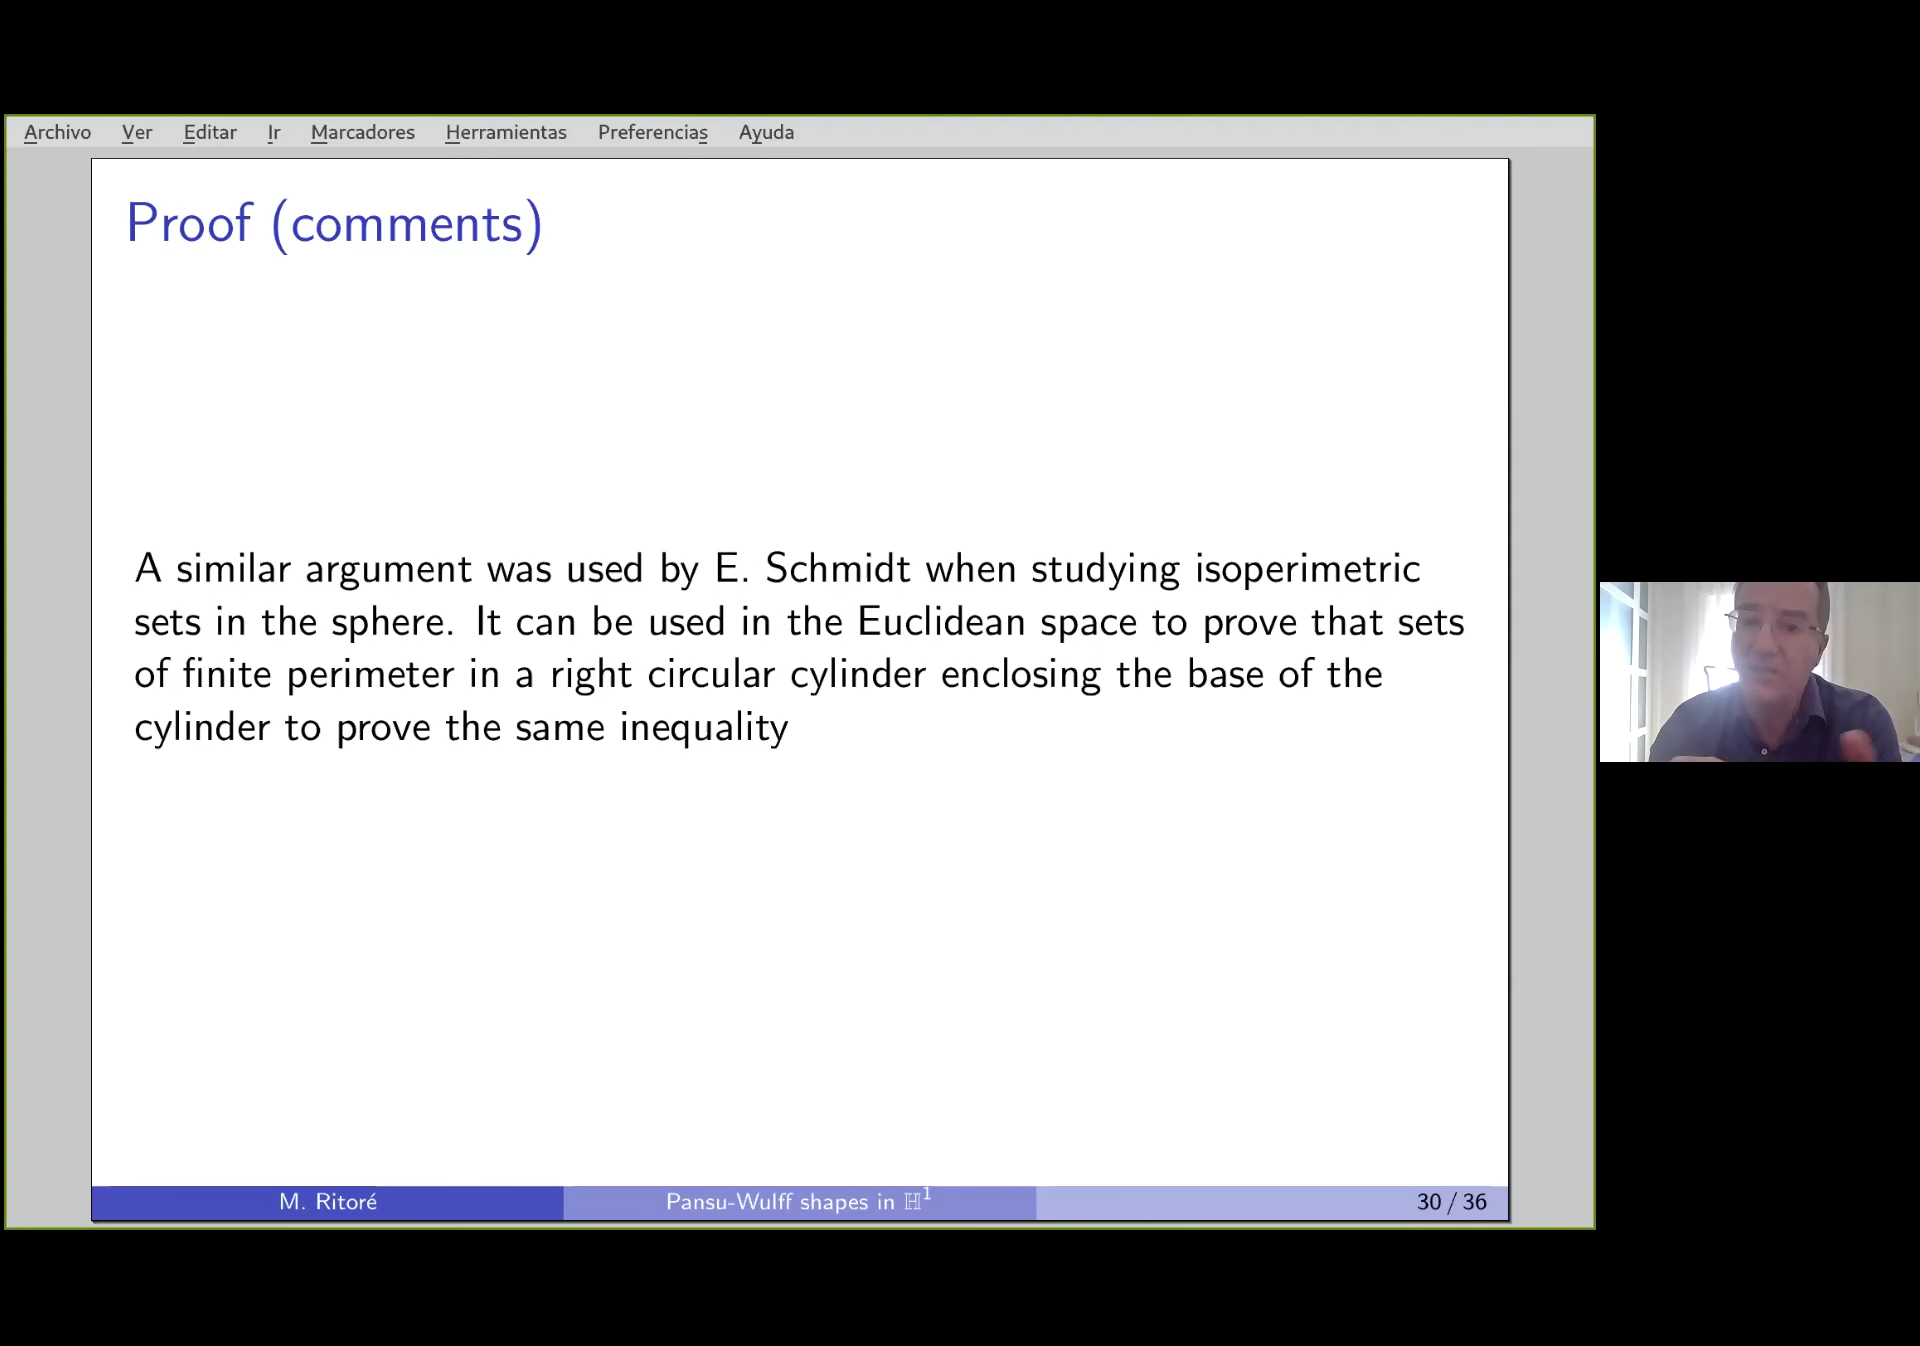 Archivo Ver Editar Ir Marcadores Herramientas Preferencias Ayuda
Proof (comments)
A similar argument was used by E. Schmidt when studying isoperimetric
sets in the sphere. It can be used in the Euclidean space to prove that sets
of finite perimeter in a right circular cylinder enclosing the base of the
cylinder to prove the same inequality
M. Ritoré Pansu-Wulff shapes in ℍ¹ 30 / 36